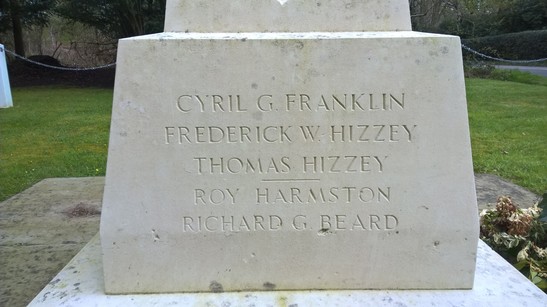 CYRIL G. FRANKLIN
FREDERICK W. HIZZEY
THOMAS HIZZEY
ROY HARMSTON
RICHARD G. BEARD